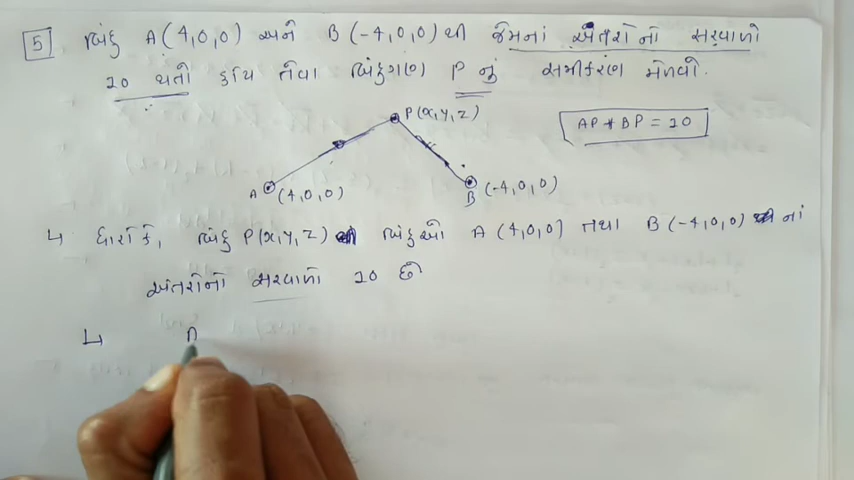 5 બિંદુ A(4,0,0) અને B(-4,0,0) થી જેમનાં અંતરોનો સરવાળો
10 થતો હોય તેવા બિંદુગણ P નું સમીકરણ મેળવો.
P(x,y,z)
AP + BP = 10
A (4,0,0)
B (-4,0,0)
ધારોકે, બિંદુ P(x,y,z) બિંદુઓ A(4,0,0) તથા B(-4,0,0) નાં
અંતરોનો સરવાળો 10 છે